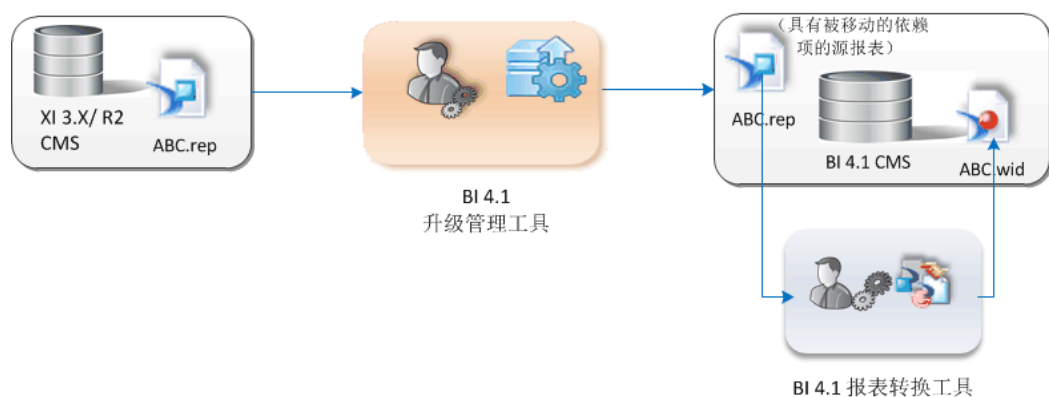 XI 3.X/ R2
CMS
ABC.rep
BI 4.1
升级管理工具
（具有被移动的依赖
项的源报表）
ABC.rep
BI 4.1 CMS
ABC.wid
BI 4.1 报表转换工具